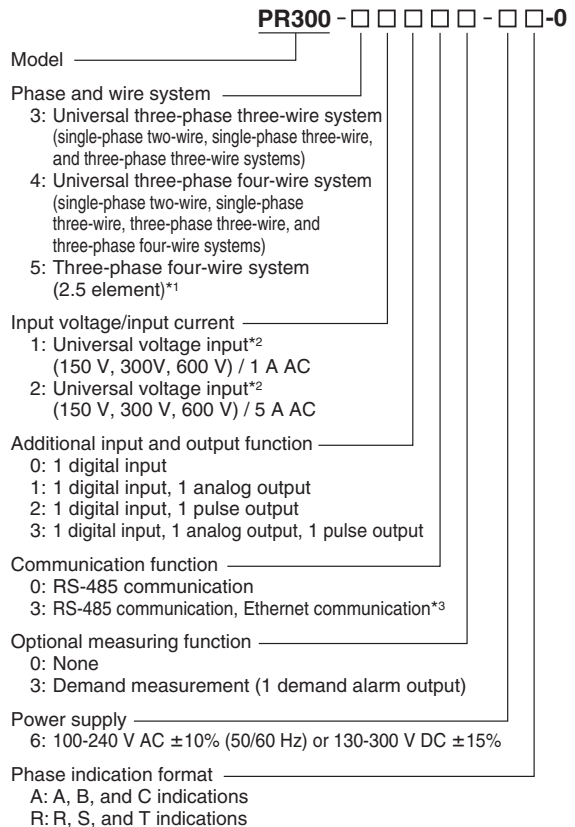 PR300 - □ □ □ □ □ - □ □-0
Model
Phase and wire system
3: Universal three-phase three-wire system
(single-phase two-wire, single-phase three-wire,
and three-phase three-wire systems)
4: Universal three-phase four-wire system
(single-phase two-wire, single-phase
three-wire, three-phase three-wire, and
three-phase four-wire systems)
5: Three-phase four-wire system
(2.5 element)*1
Input voltage/input current
1: Universal voltage input*2
(150 V, 300V, 600 V) / 1 A AC
2: Universal voltage input*2
(150 V, 300 V, 600 V) / 5 A AC
Additional input and output function
0: 1 digital input
1: 1 digital input, 1 analog output
2: 1 digital input, 1 pulse output
3: 1 digital input, 1 analog output, 1 pulse output
Communication function
0: RS-485 communication
3: RS-485 communication, Ethernet communication*3
Optional measuring function
0: None
3: Demand measurement (1 demand alarm output)
Power supply
6: 100-240 V AC ±10% (50/60 Hz) or 130-300 V DC ±15%
Phase indication format
A: A, B, and C indications
R: R, S, and T indications